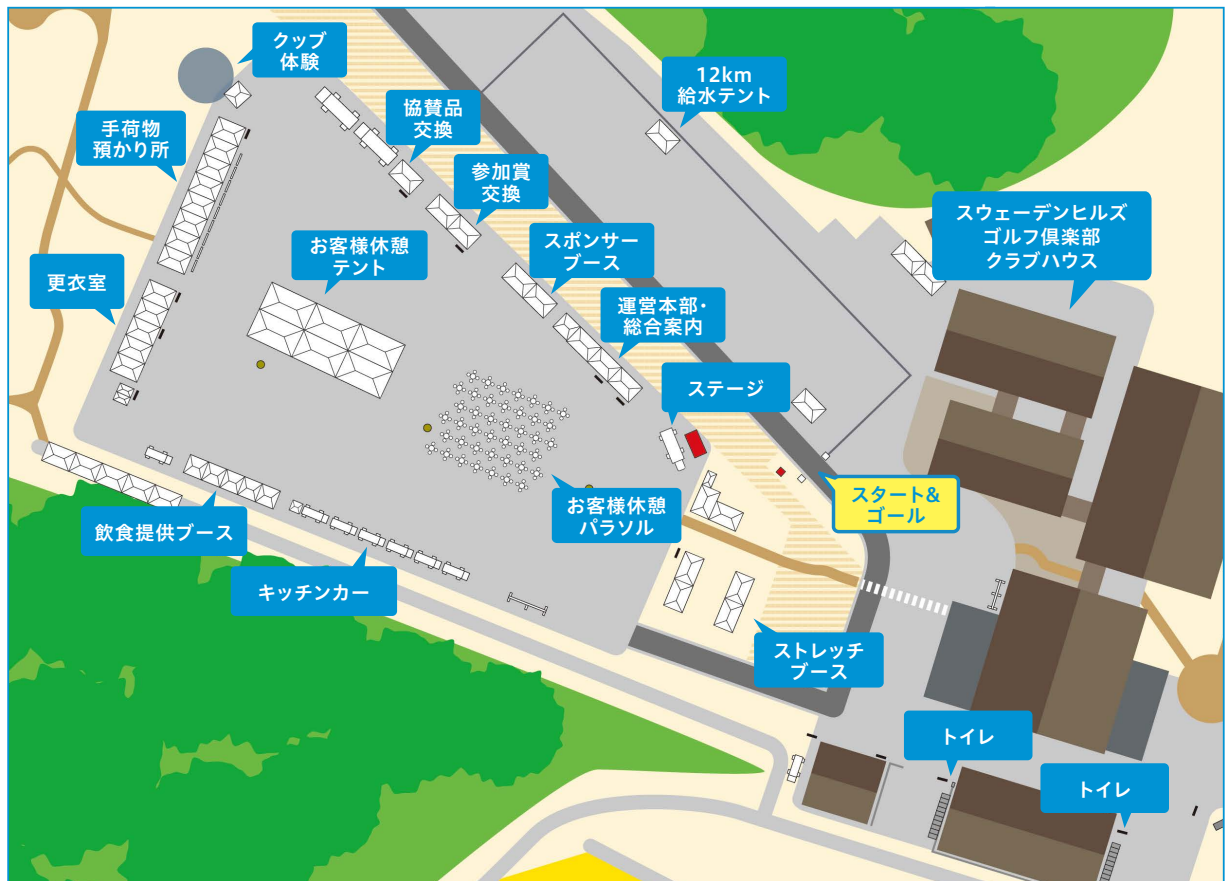 クッブ
体験
12km
給水テント
協賛品
交換
手荷物
預かり所
参加賞
交換
スウェーデンヒルズ
ゴルフ倶楽部
クラブハウス
お客様休憩
テント
スポンサー
ブース
更衣室
運営本部・
総合案内
ステージ
スタート&
ゴール
お客様休憩
パラソル
飲食提供ブース
キッチンカー
ストレッチ
ブース
トイレ
トイレ